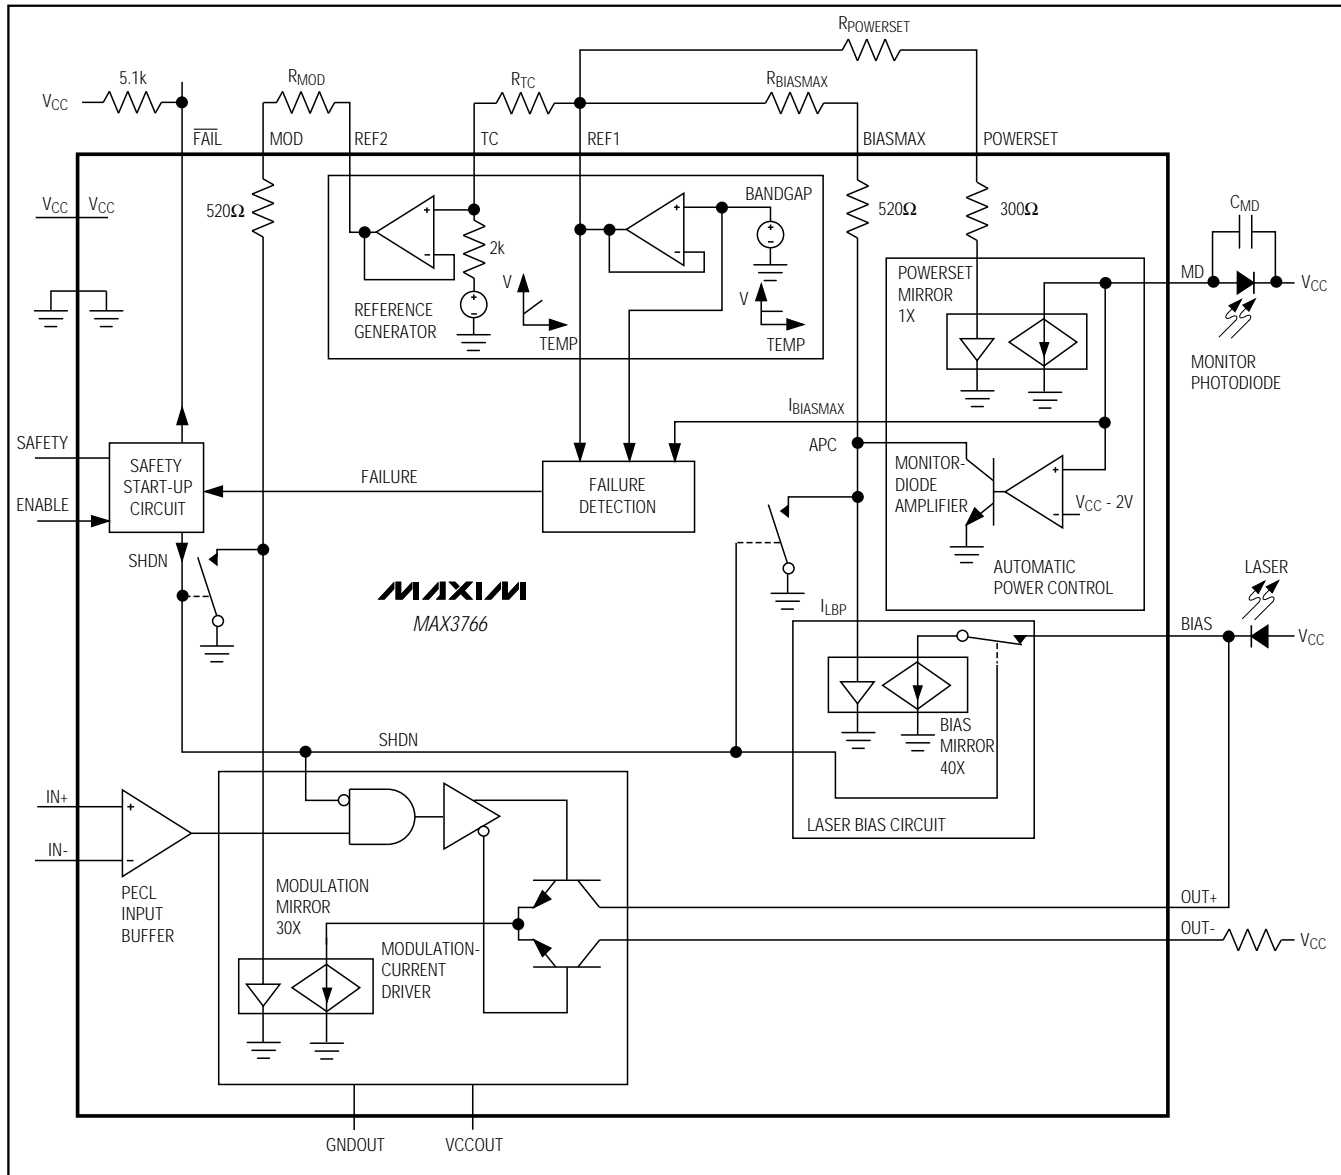 RPOWERSET
5.1k
VCC
RMOD
RTC
RBIASMAX
FAIL
MOD
REF2
TC
REF1
BIASMAX
POWERSET
VCC
VCC
520Ω
+
-
2k
+
-
REFERENCE
GENERATOR
V
TEMP
+
-
BANDGAP
+
-
V
TEMP
520Ω
300Ω
POWERSET
MIRROR
1X
MD
CMD
VCC
MONITOR
PHOTODIODE
IBIASMAX
APC
SAFETY
ENABLE
SAFETY
START-UP
CIRCUIT
FAILURE
FAILURE
DETECTION
MONITOR-
DIODE
AMPLIFIER
+
-
VCC - 2V
AUTOMATIC
POWER CONTROL
SHDN
MAXIM
MAX3766
ILBP
LASER
BIAS
VCC
BIAS
MIRROR
40X
LASER BIAS CIRCUIT
SHDN
IN+
IN-
+
-
PECL
INPUT
BUFFER
MODULATION
MIRROR
30X
MODULATION-
CURRENT
DRIVER
OUT+
OUT-
VCC
GNDOUT
VCCOUT